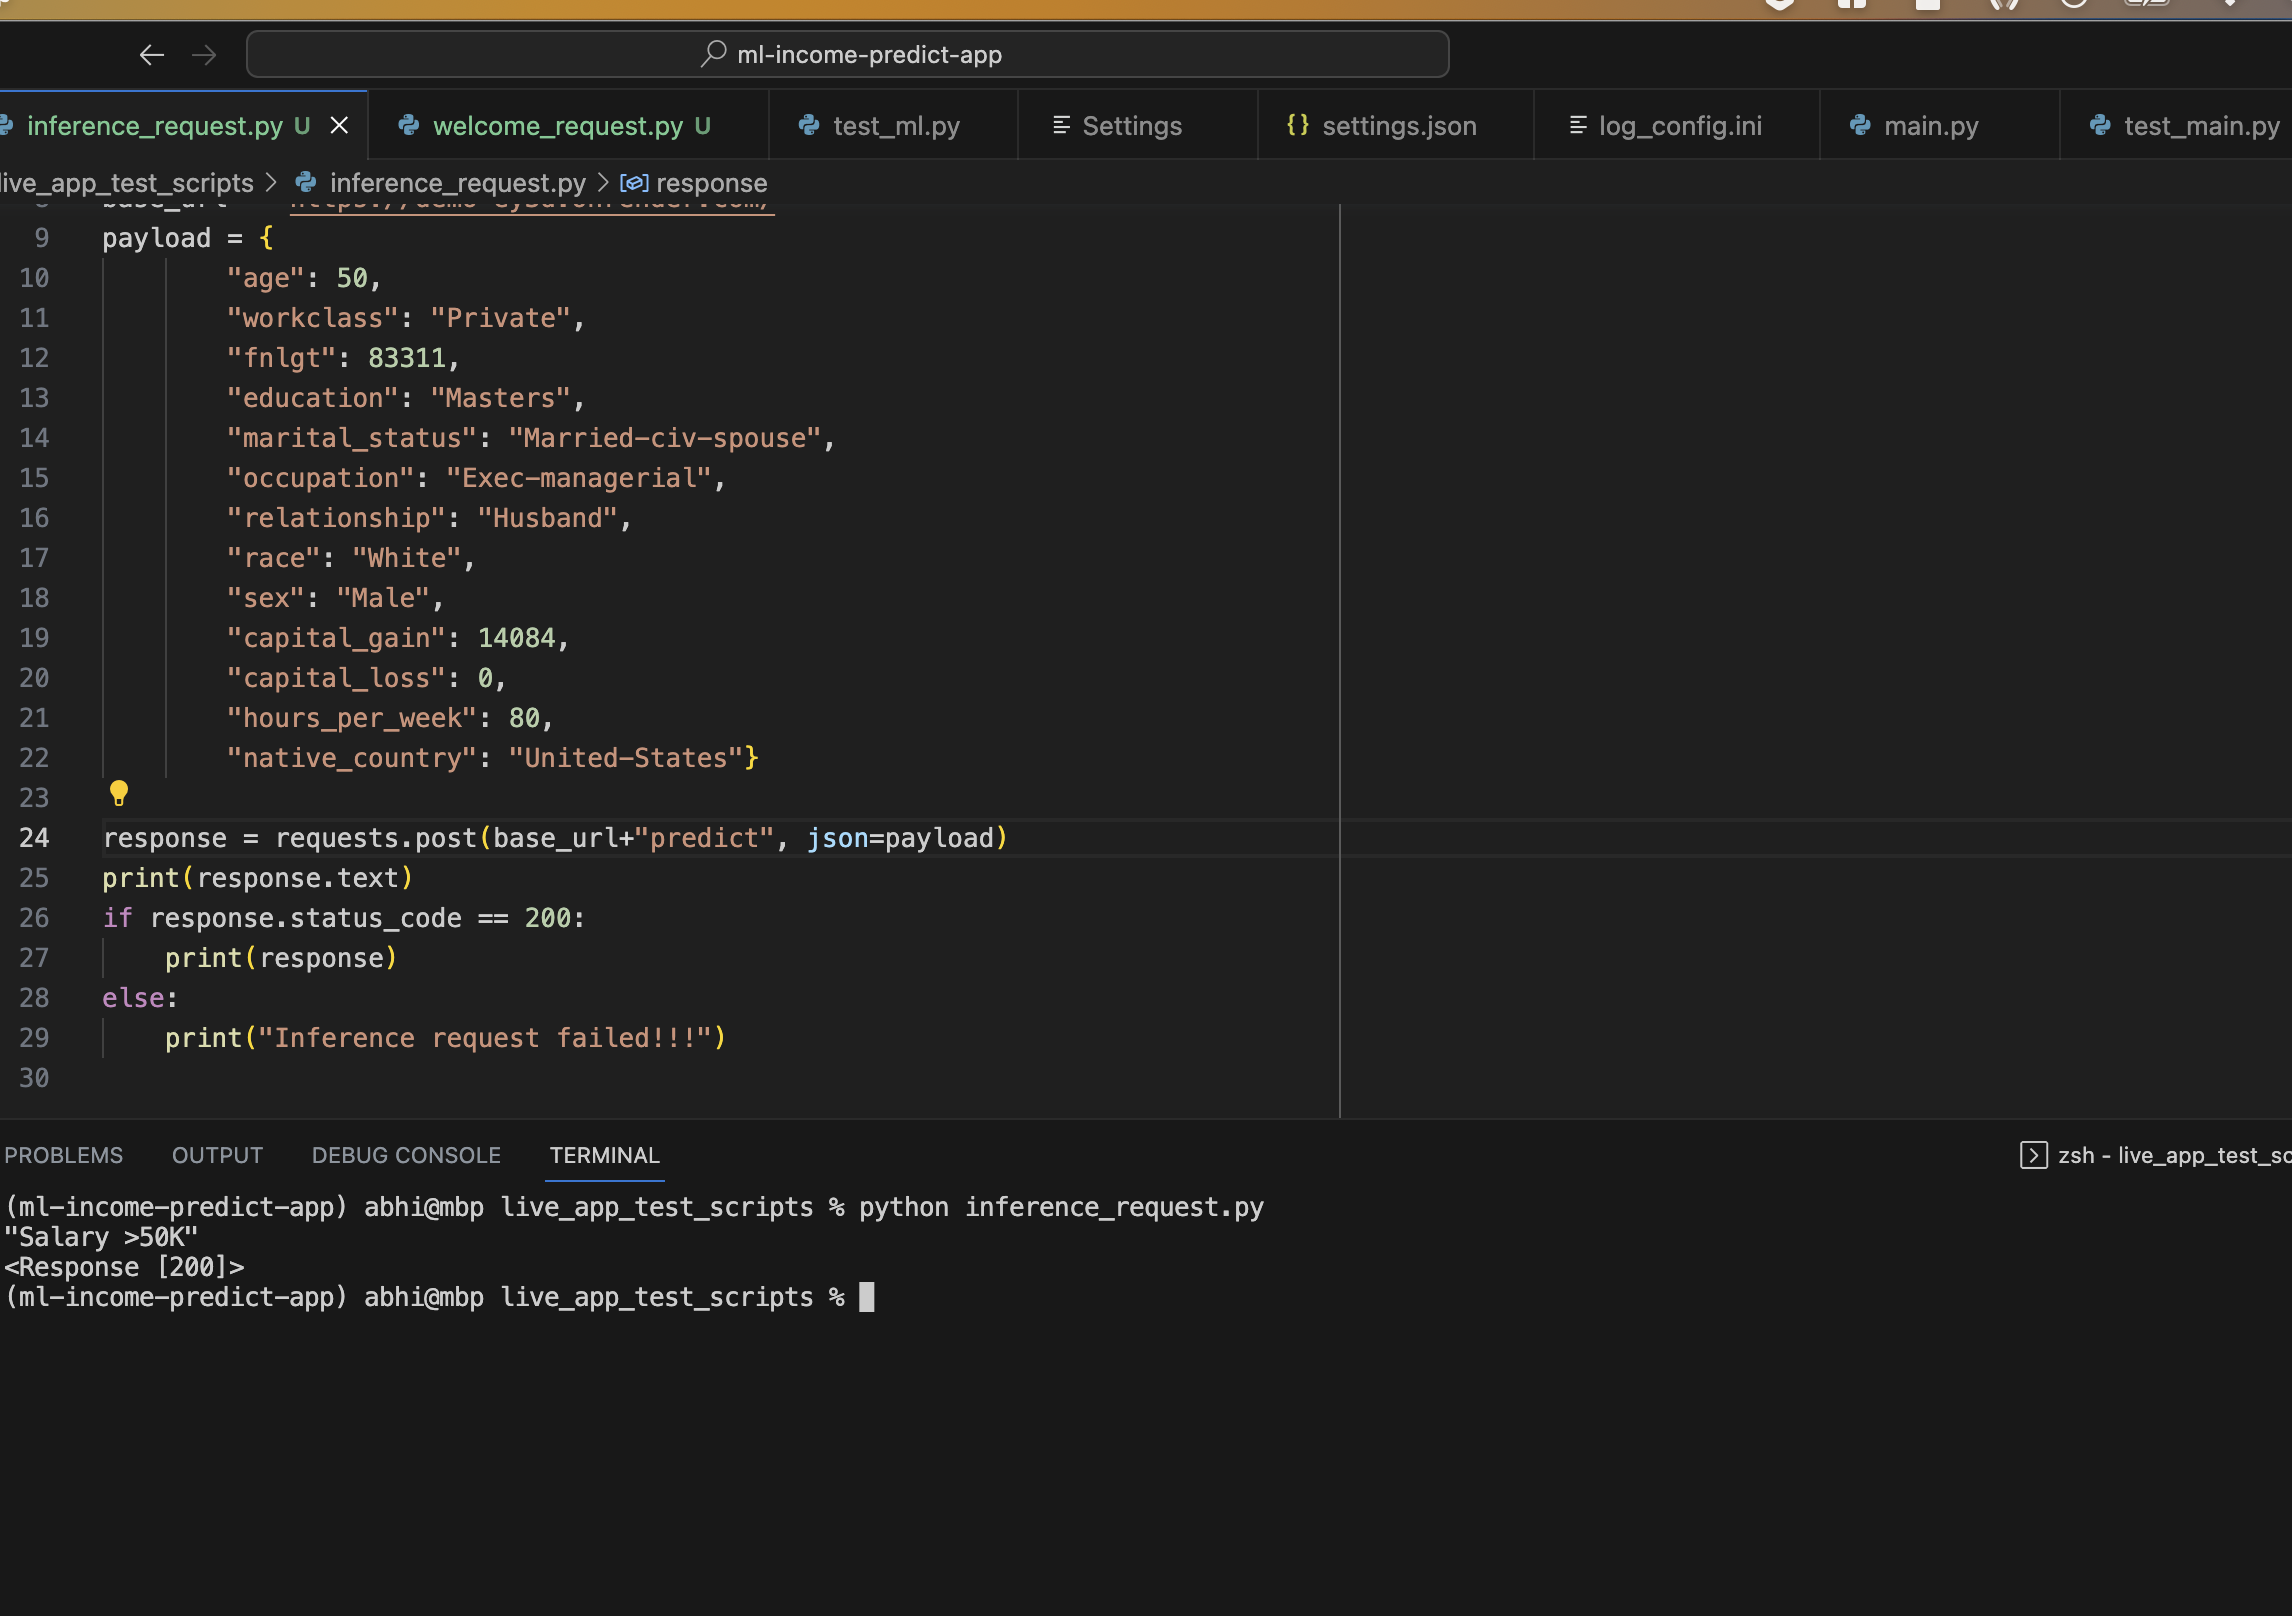 ml-income-predict-app
inference_request.py U
welcome_request.py U
test_ml.py
Settings
{} settings.json
log_config.ini
main.py
test_main.py
live_app_test_scripts > inference_request.py > response
9 payload = {
10 "age": 50,
11 "workclass": "Private",
12 "fnlgt": 83311,
13 "education": "Masters",
14 "marital_status": "Married-civ-spouse",
15 "occupation": "Exec-managerial",
16 "relationship": "Husband",
17 "race": "White",
18 "sex": "Male",
19 "capital_gain": 14084,
20 "capital_loss": 0,
21 "hours_per_week": 80,
22 "native_country": "United-States"}
23
24 response = requests.post(base_url+"predict", json=payload)
25 print(response.text)
26 if response.status_code == 200:
27 print(response)
28 else:
29 print("Inference request failed!!!")
30
PROBLEMS OUTPUT DEBUG CONSOLE TERMINAL
zsh - live_app_test_sc
(ml-income-predict-app) abhi@mbp live_app_test_scripts % python inference_request.py
"Salary >50K"
<Response [200]>
(ml-income-predict-app) abhi@mbp live_app_test_scripts %